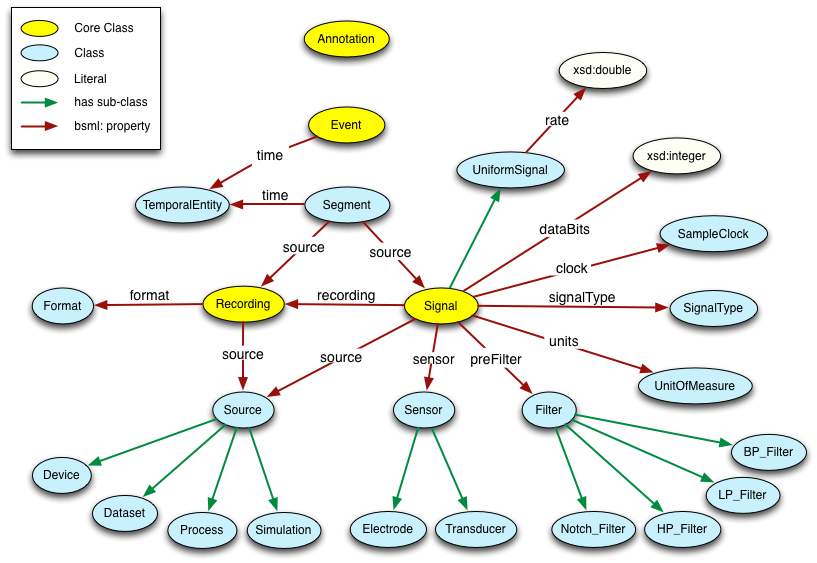 Core Class
Class
Literal
has sub-class
bsml: property
Annotation
xsd:double
Event
rate
time
xsd:integer
UniformSignal
time
TemporalEntity
Segment
dataBits
SampleClock
source
source
clock
format
recording
signalType
Format
Recording
Signal
SignalType
source
source
sensor
preFilter
units
UnitOfMeasure
Source
Sensor
Filter
BP_Filter
Device
LP_Filter
Dataset
Process
Simulation
Electrode
Transducer
Notch_Filter
HP_Filter